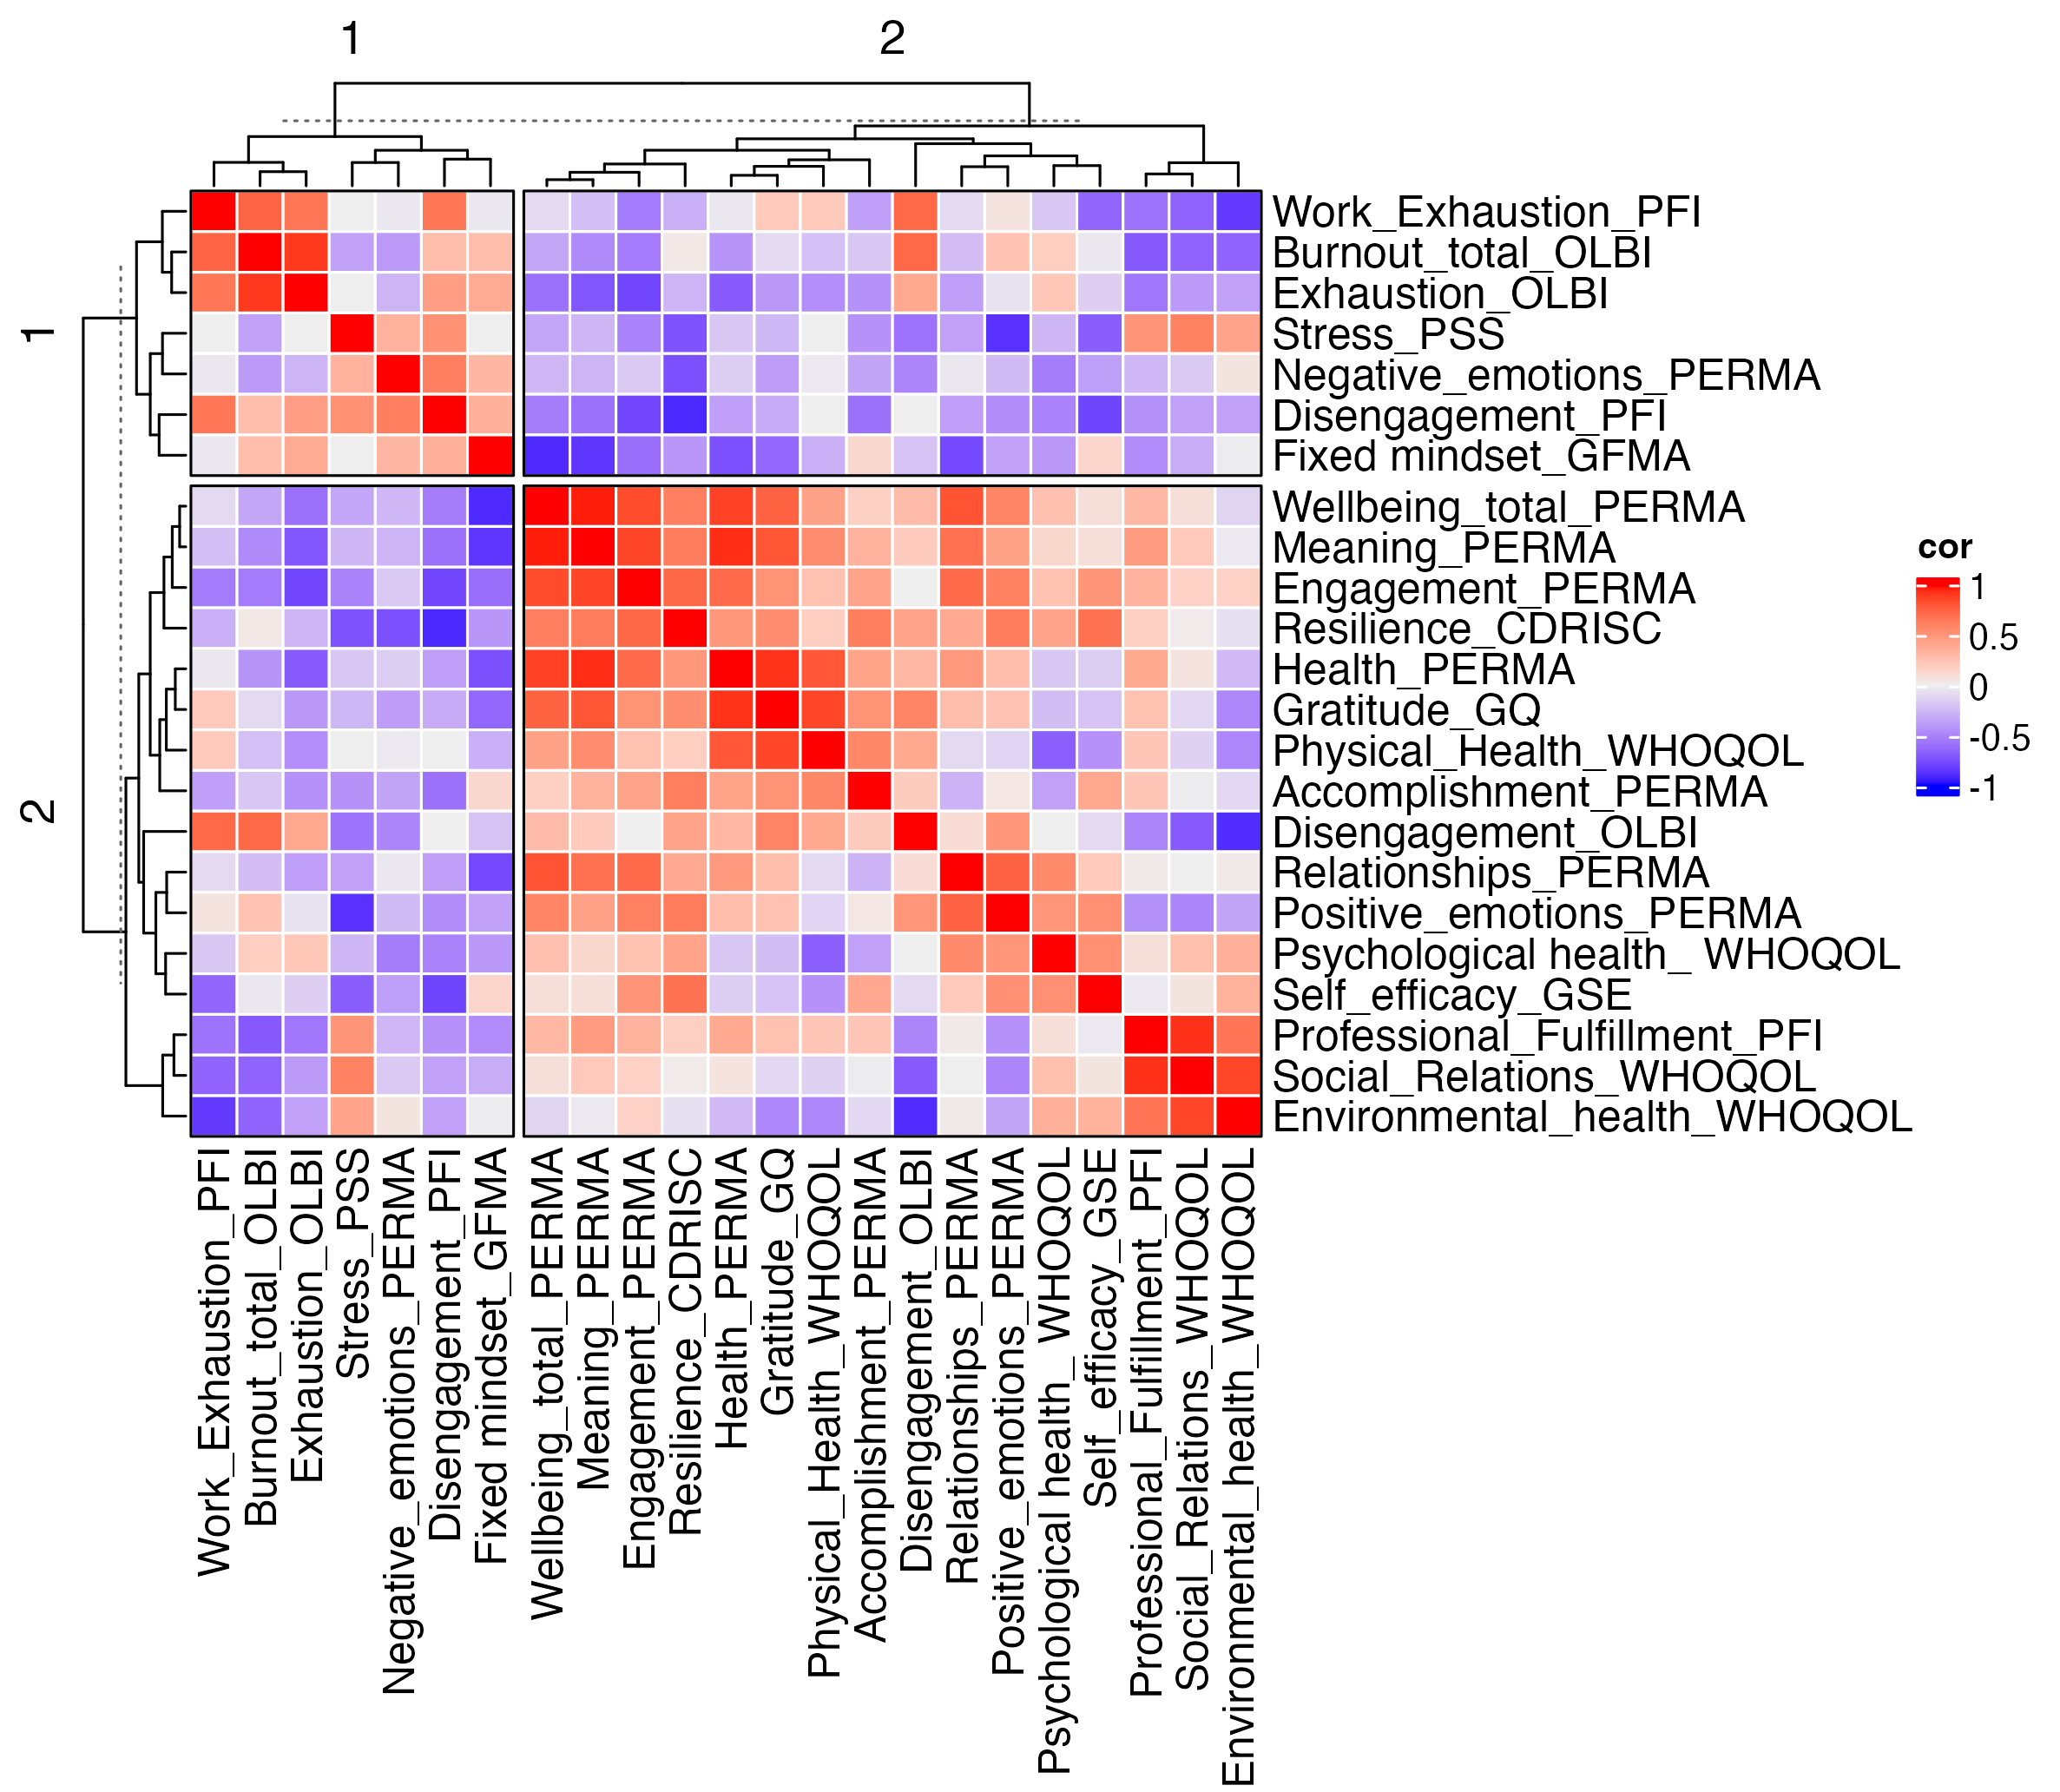 1
2
1
2
Work_Exhaustion_PFI
Burnout_total_OLBI
Exhaustion_OLBI
Stress_PSS
Negative_emotions_PERMA
Disengagement_PFI
Fixed mindset_GFMA
Wellbeing_total_PERMA
Meaning_PERMA
Engagement_PERMA
Resilience_CDRISC
Health_PERMA
Gratitude_GQ
Physical_Health_WHOQOL
Accomplishment_PERMA
Disengagement_OLBI
Relationships_PERMA
Positive_emotions_PERMA
Psychological health_ WHOQOL
Self_efficacy_GSE
Professional_Fulfillment_PFI
Social_Relations_WHOQOL
Environmental_health_WHOQOL
cor
1
0.5
0
-0.5
-1
Work_Exhaustion_PFI
Burnout_total_OLBI
Exhaustion_OLBI
Stress_PSS
Negative_emotions_PERMA
Disengagement_PFI
Fixed mindset_GFMA
Wellbeing_total_PERMA
Meaning_PERMA
Engagement_PERMA
Resilience_CDRISC
Health_PERMA
Gratitude_GQ
Physical_Health_WHOQOL
Accomplishment_PERMA
Disengagement_OLBI
Relationships_PERMA
Positive_emotions_PERMA
Psychological health_ WHOQOL
Self_efficacy_GSE
Professional_Fulfillment_PFI
Social_Relations_WHOQOL
Environmental_health_WHOQOL